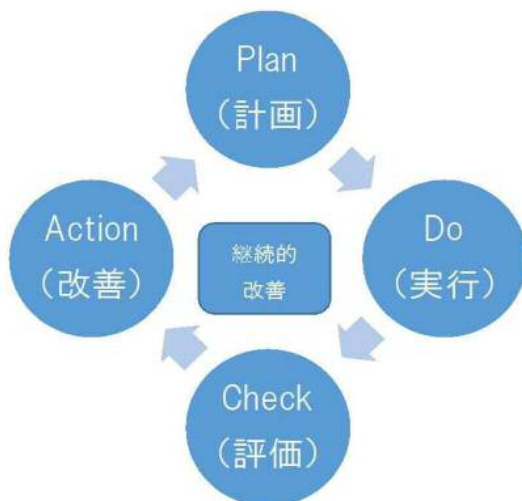 Plan
（計画）
Do
（実行）
Check
（評価）
Action
（改善）
継続的
改善